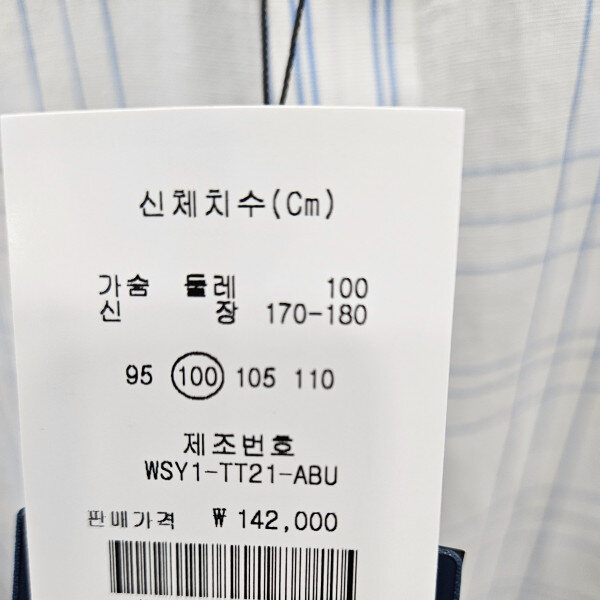 신체치수(Cm)
가슴 둘레 100
신 장 170-180
95 100 105 110
제조번호
WSY1-TT21-ABU
판매가격 ₩ 142,000